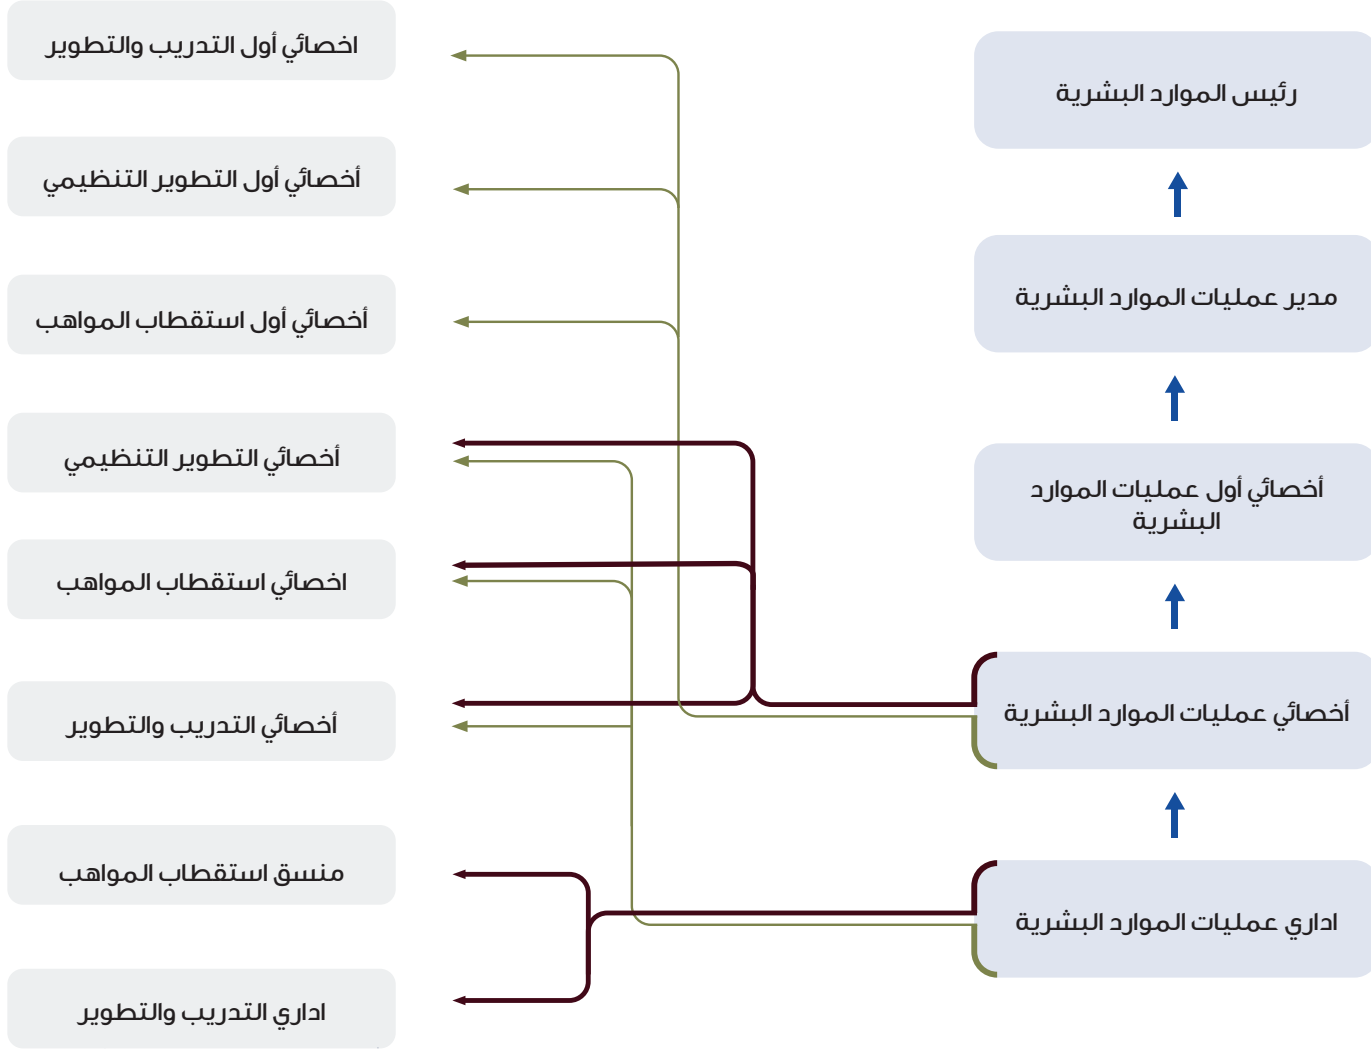 رئيس الموارد البشرية
مدير عمليات الموارد البشرية
أخصائي أول عمليات الموارد
البشرية
أخصائي عمليات الموارد البشرية
اداري عمليات الموارد البشرية
اخصائي أول التدريب والتطوير
أخصائي أول التطوير التنظيمي
أخصائي أول استقطاب المواهب
أخصائي التطوير التنظيمي
اخصائي استقطاب المواهب
أخصائي التدريب والتطوير
منسق استقطاب المواهب
اداري التدريب والتطوير